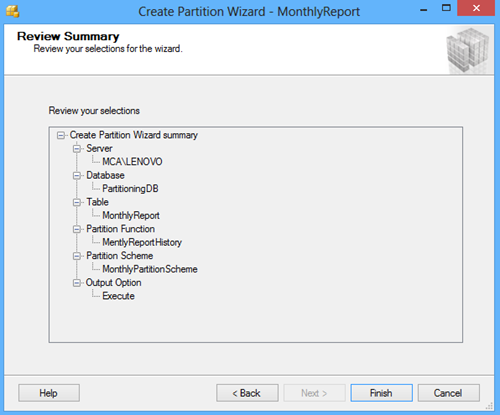 Create Partition Wizard - MonthlyReport
Review Summary
Review your selections for the wizard.
Review your selections
Create Partition Wizard summary
Server
MCA\LENOVO
Database
PartitioningDB
Table
MonthlyReport
Partition Function
MentlyReportHistory
Partition Scheme
MonthlyPartitionScheme
Output Option
Execute
Help
< Back
Next >
Finish
Cancel